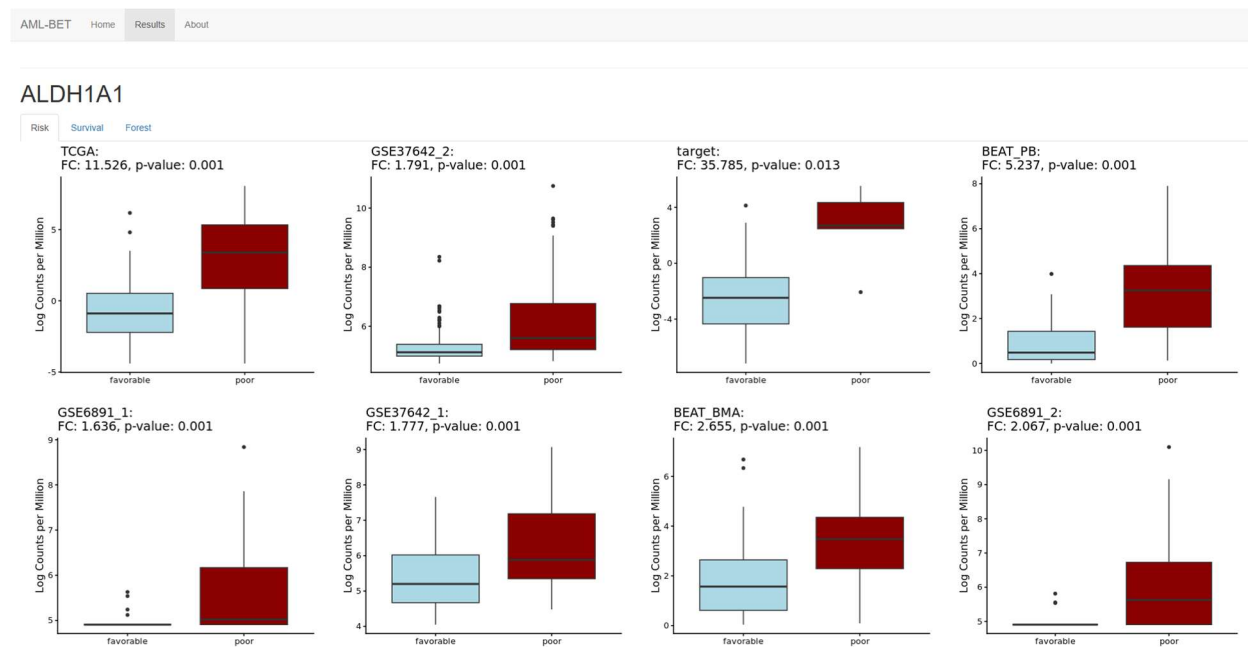 AML-BET Home Results About
ALDH1A1
Risk Survival Forest
TCGA:
FC: 11.526, p-value: 0.001
Log Counts per Million
5
0
-5
favorable poor
GSE37642_2:
FC: 1.791, p-value: 0.001
Log Counts per Million
10
8
6
favorable poor
target:
FC: 35.785, p-value: 0.013
Log Counts per Million
4
0
-4
favorable poor
BEAT_PB:
FC: 5.237, p-value: 0.001
Log Counts per Million
8
6
4
2
0
favorable poor
GSE6891_1:
FC: 1.636, p-value: 0.001
Log Counts per Million
9
8
7
6
5
favorable poor
GSE37642_1:
FC: 1.777, p-value: 0.001
Log Counts per Million
9
8
7
6
5
4
favorable poor
BEAT_BMA:
FC: 2.655, p-value: 0.001
Log Counts per Million
6
4
2
0
favorable poor
GSE6891_2:
FC: 2.067, p-value: 0.001
Log Counts per Million
10
9
8
7
6
5
favorable poor